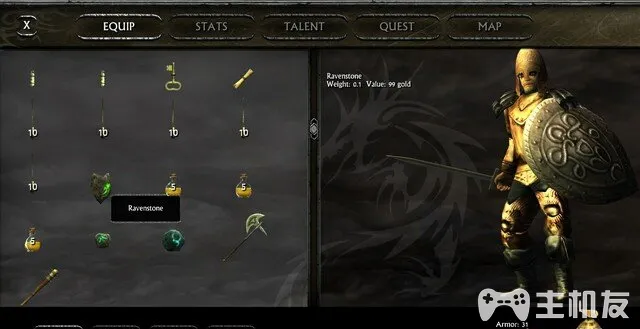 X
EQUIP
STATS
TALENT
QUEST
MAP
Ravenstone
Weight: 0.1 Value: 99 gold
10
10
10
10
10
5
5
Ravenstone
6
Armor: 31
主机友